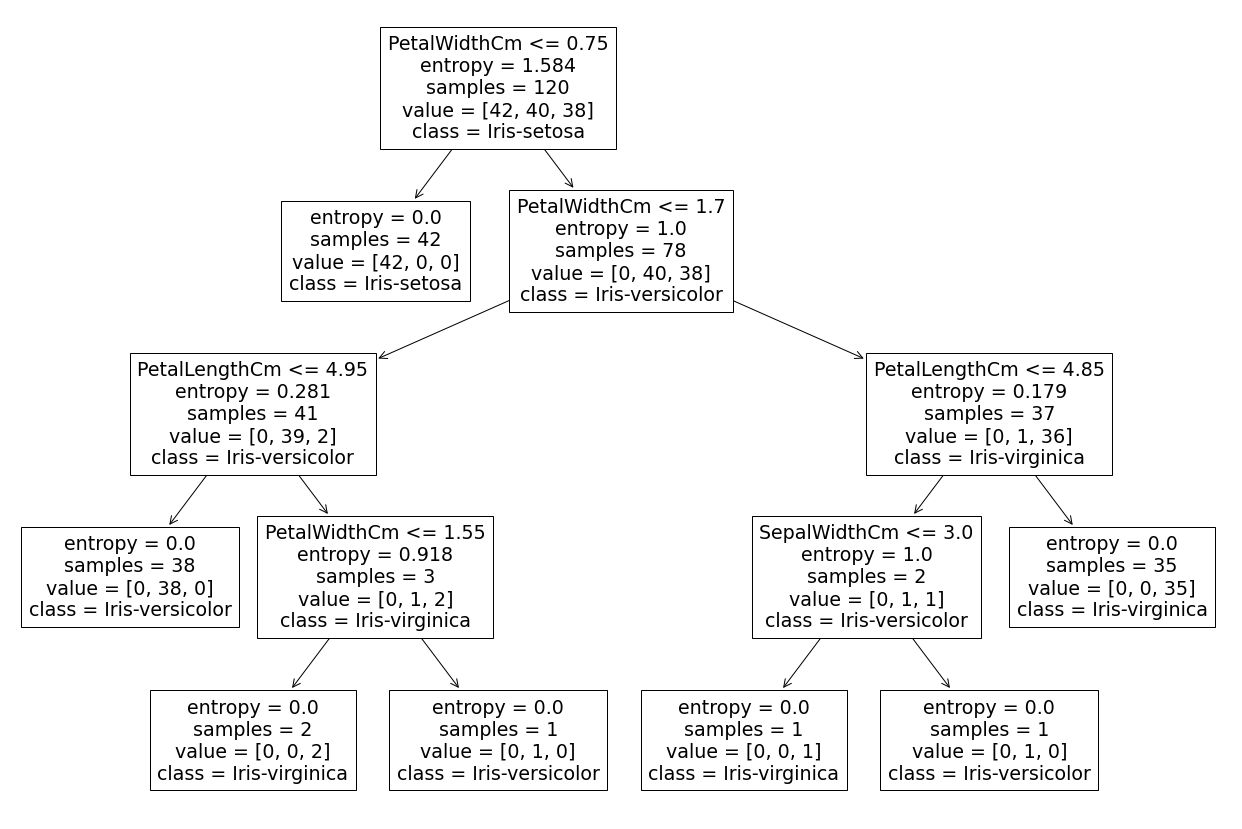 PetalWidthCm <= 0.75
entropy = 1.584
samples = 120
value = [42, 40, 38]
class = Iris-setosa
entropy = 0.0
samples = 42
value = [42, 0, 0]
class = Iris-setosa
PetalWidthCm <= 1.7
entropy = 1.0
samples = 78
value = [0, 40, 38]
class = Iris-versicolor
PetalLengthCm <= 4.95
entropy = 0.281
samples = 41
value = [0, 39, 2]
class = Iris-versicolor
PetalLengthCm <= 4.85
entropy = 0.179
samples = 37
value = [0, 1, 36]
class = Iris-virginica
entropy = 0.0
samples = 38
value = [0, 38, 0]
class = Iris-versicolor
PetalWidthCm <= 1.55
entropy = 0.918
samples = 3
value = [0, 1, 2]
class = Iris-virginica
SepalWidthCm <= 3.0
entropy = 1.0
samples = 2
value = [0, 1, 1]
class = Iris-versicolor
entropy = 0.0
samples = 35
value = [0, 0, 35]
class = Iris-virginica
entropy = 0.0
samples = 2
value = [0, 0, 2]
class = Iris-virginica
entropy = 0.0
samples = 1
value = [0, 1, 0]
class = Iris-versicolor
entropy = 0.0
samples = 1
value = [0, 0, 1]
class = Iris-virginica
entropy = 0.0
samples = 1
value = [0, 1, 0]
class = Iris-versicolor